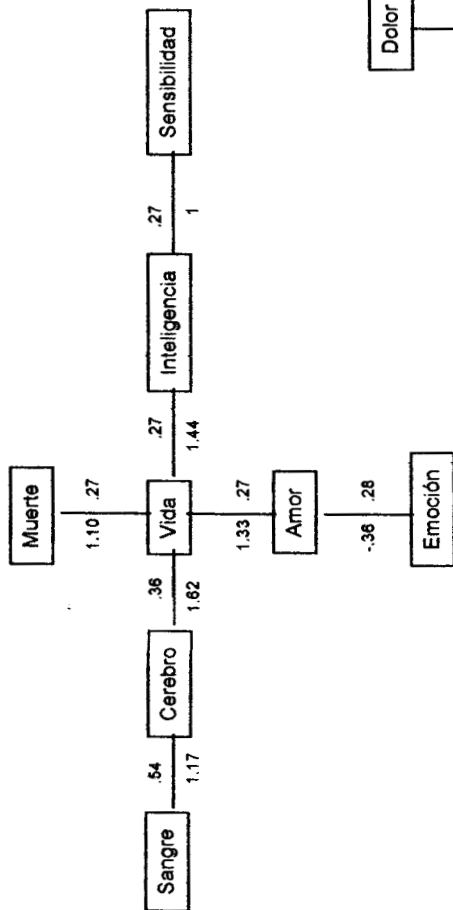 Muerte
1.10 .27
.54 .36 .27 .27
Sangre Cerebro Vida Inteligencia Sensibilidad
1.17 1.62 1.44 1
1.33 .27
Amor
-.36 .28
Dolor
Emoción